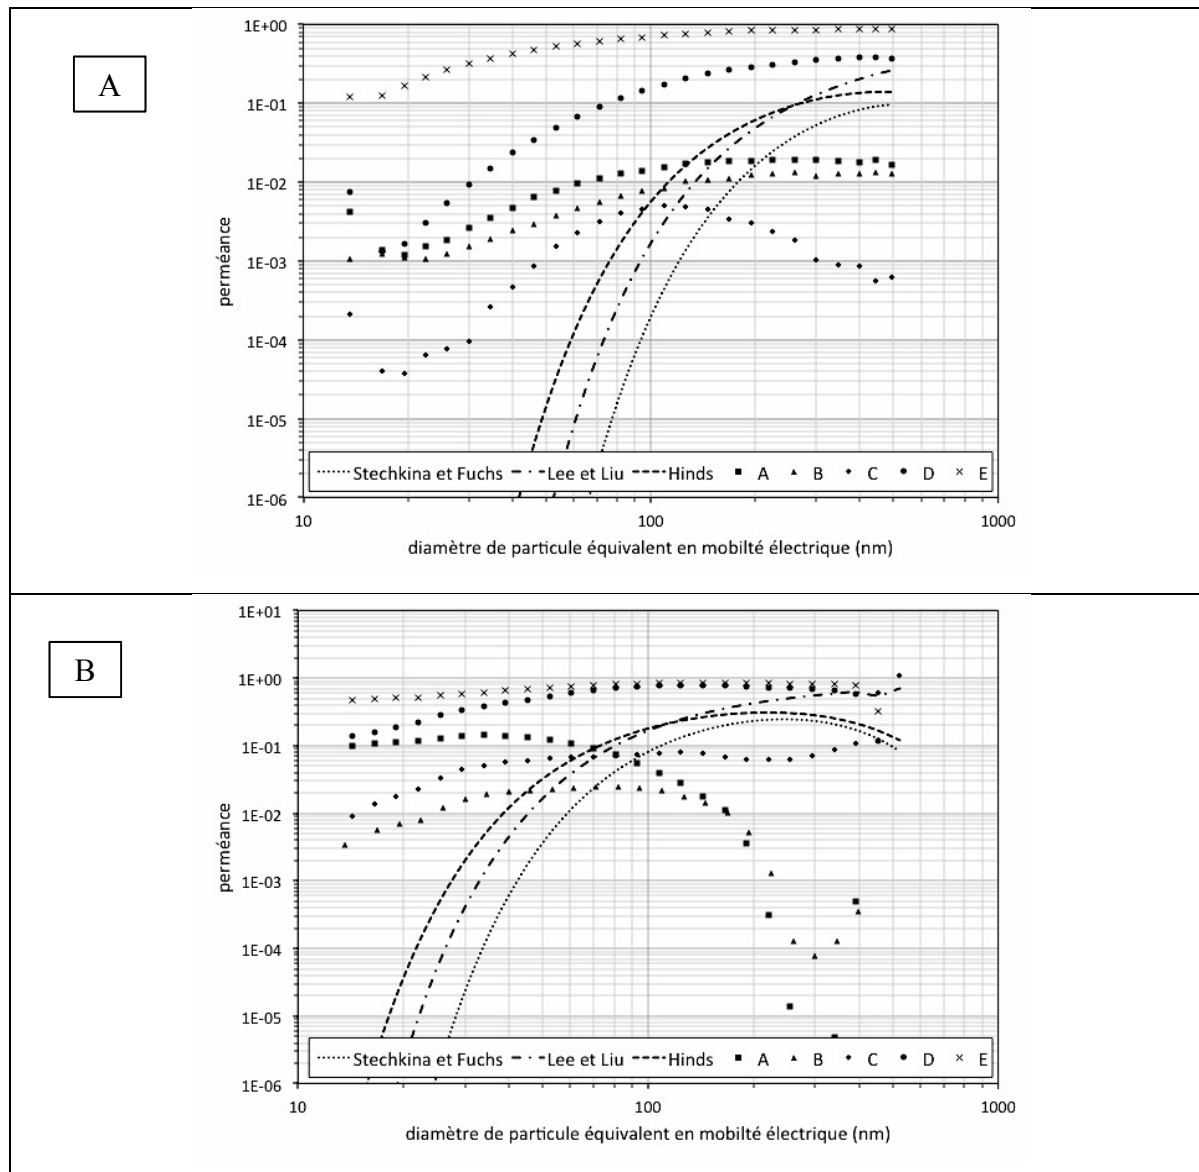 A
1E+00
1E-01
1E-02
1E-03
1E-04
1E-05
1E-06
perméance
Stechkina et Fuchs Lee et Liu Hinds A B C D E
10 100 1000
diamètre de particule équivalent en mobilté électrique (nm)
B
1E+01
1E+00
1E-01
1E-02
1E-03
1E-04
1E-05
1E-06
perméance
Stechkina et Fuchs Lee et Liu Hinds A B C D E
10 100 1000
diamètre de particule équivalent en mobilté électrique (nm)